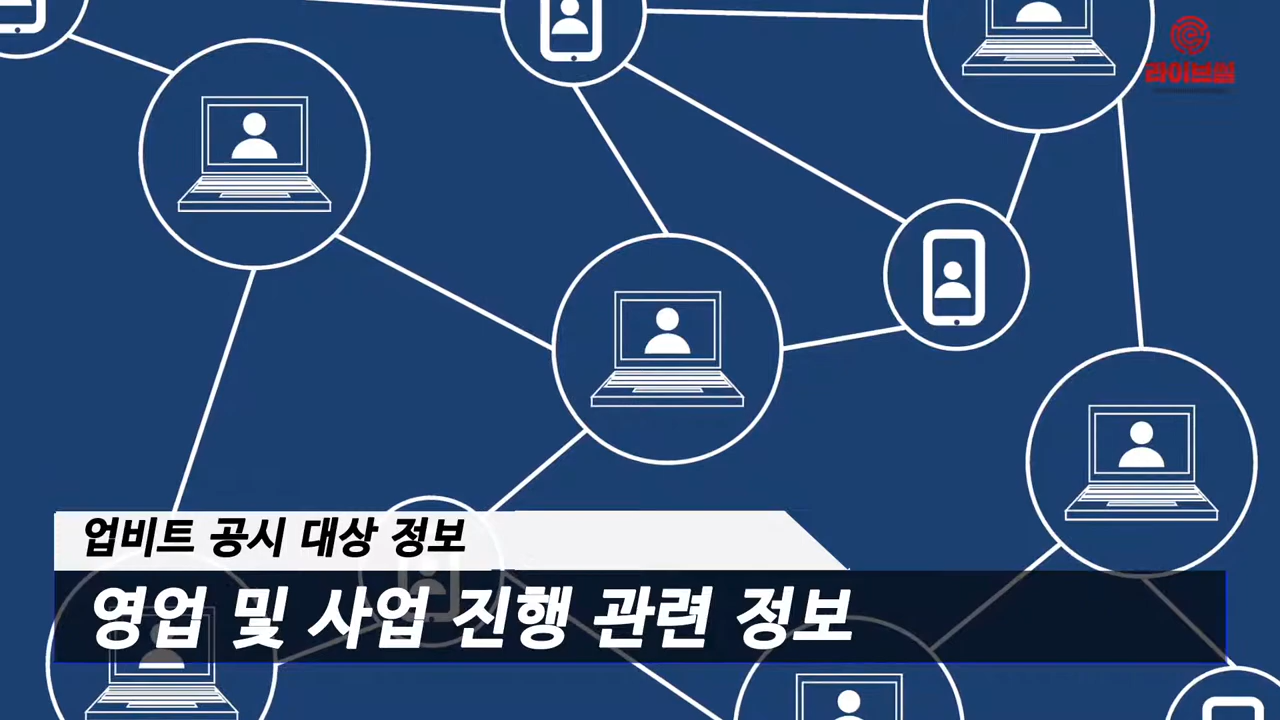 라이브씸
업비트 공시 대상 정보
영업 및 사업 진행 관련 정보